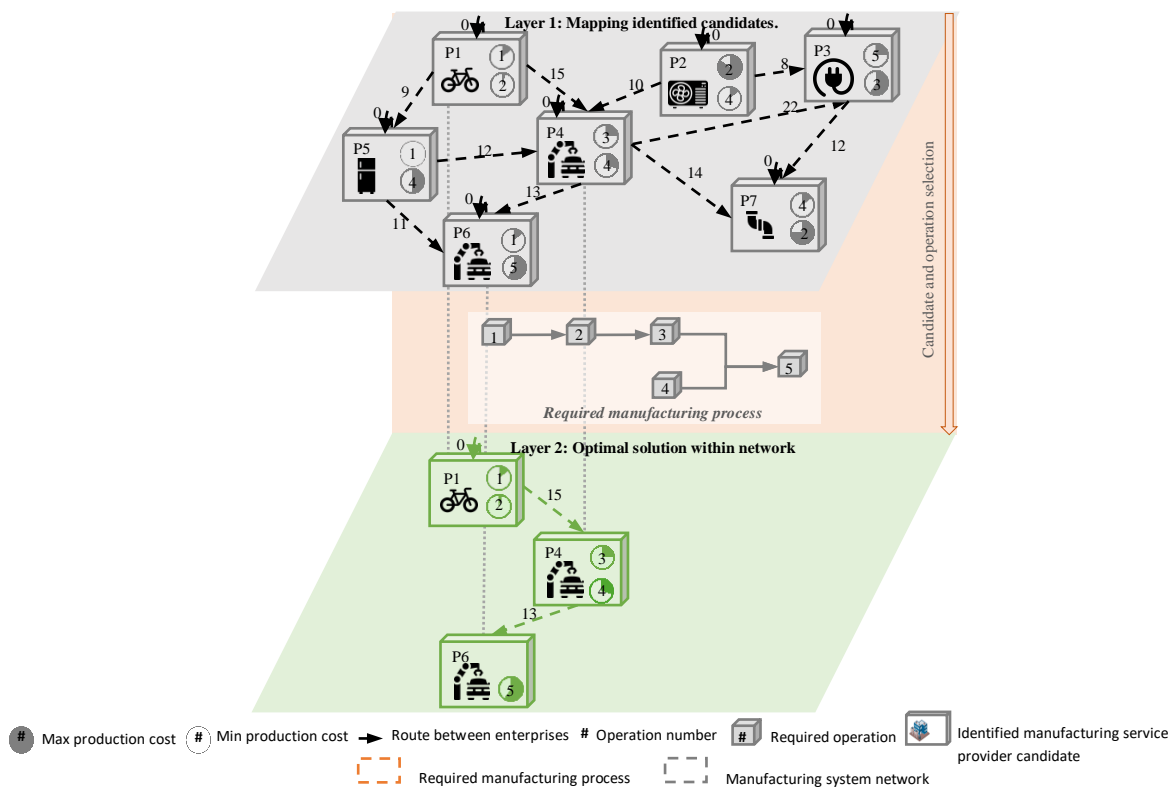 Layer 1: Mapping identified candidates.
0
0
0
P1
1
2
15
P2
2
4
8
P3
5
3
9
10
22
0
0
P4
3
4
P5
1
4
12
12
14
0
13
0
P7
4
2
11
P6
1
5
Candidate and operation selection
1
2
3
4
5
Required manufacturing process
Layer 2: Optimal solution within network
0
P1
1
2
15
P4
3
4
13
P6
5
# Max production cost
# Min production cost
Route between enterprises
# Operation number
# Required operation
Identified manufacturing service
provider candidate
Required manufacturing process
Manufacturing system network